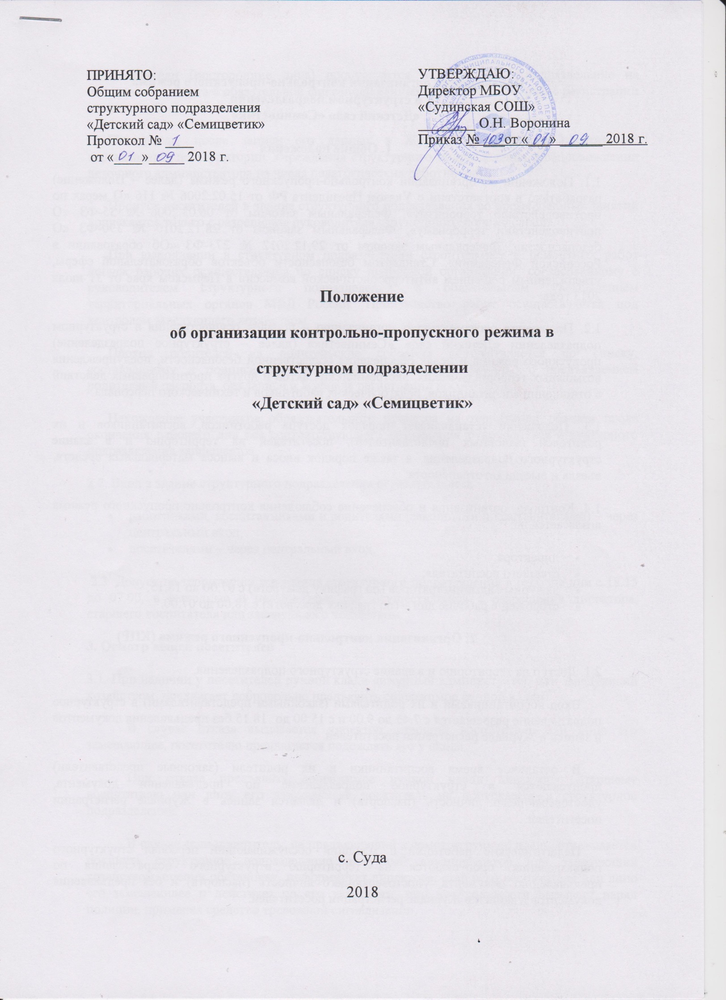 ПРИНЯТО:
Общим собранием
структурного подразделения
«Детский сад» «Семицветик»
Протокол № 1
от «01» 09 2018 г.
УТВЕРЖДАЮ:
Директор МБОУ
«Судинская СОШ»
________ О.Н. Воронина
Приказ № 103 от «01» 09 2018 г.
Положение
об организации контрольно-пропускного режима в
структурном подразделении
«Детский сад» «Семицветик»
с. Суда
2018